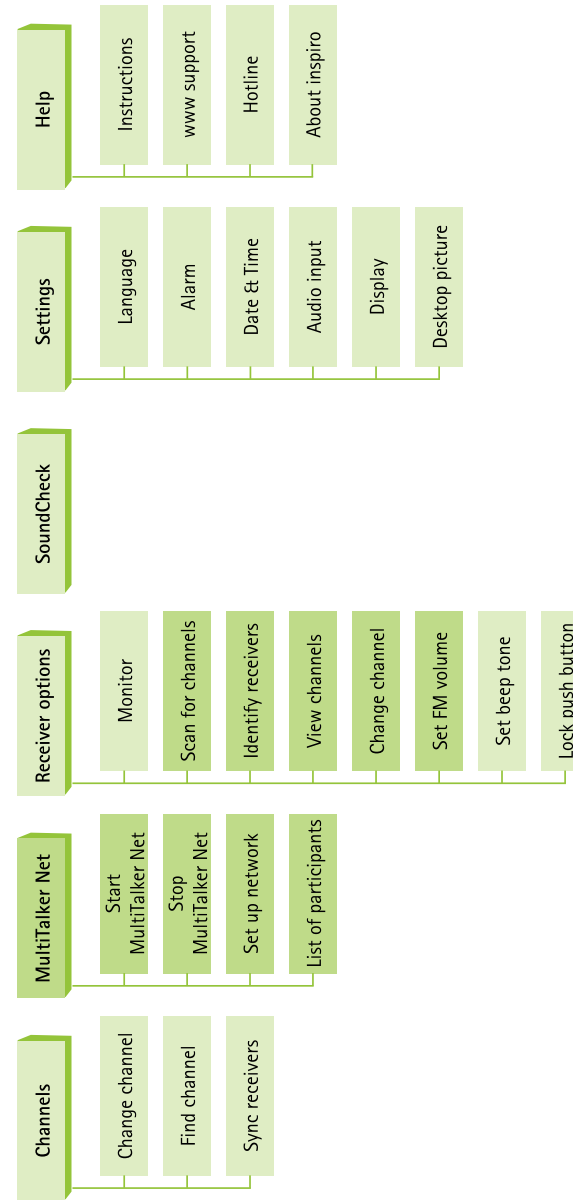 Channels
Change channel
Find channel
Sync receivers
MultiTalker Net
Start
MultiTalker Net
Stop
MultiTalker Net
Set up network
List of participants
Receiver options
Monitor
Scan for channels
Identify receivers
View channels
Change channel
Set FM volume
Set beep tone
Lock push button
SoundCheck
Settings
Language
Alarm
Date & Time
Audio input
Display
Desktop picture
Help
Instructions
www support
Hotline
About inspiro